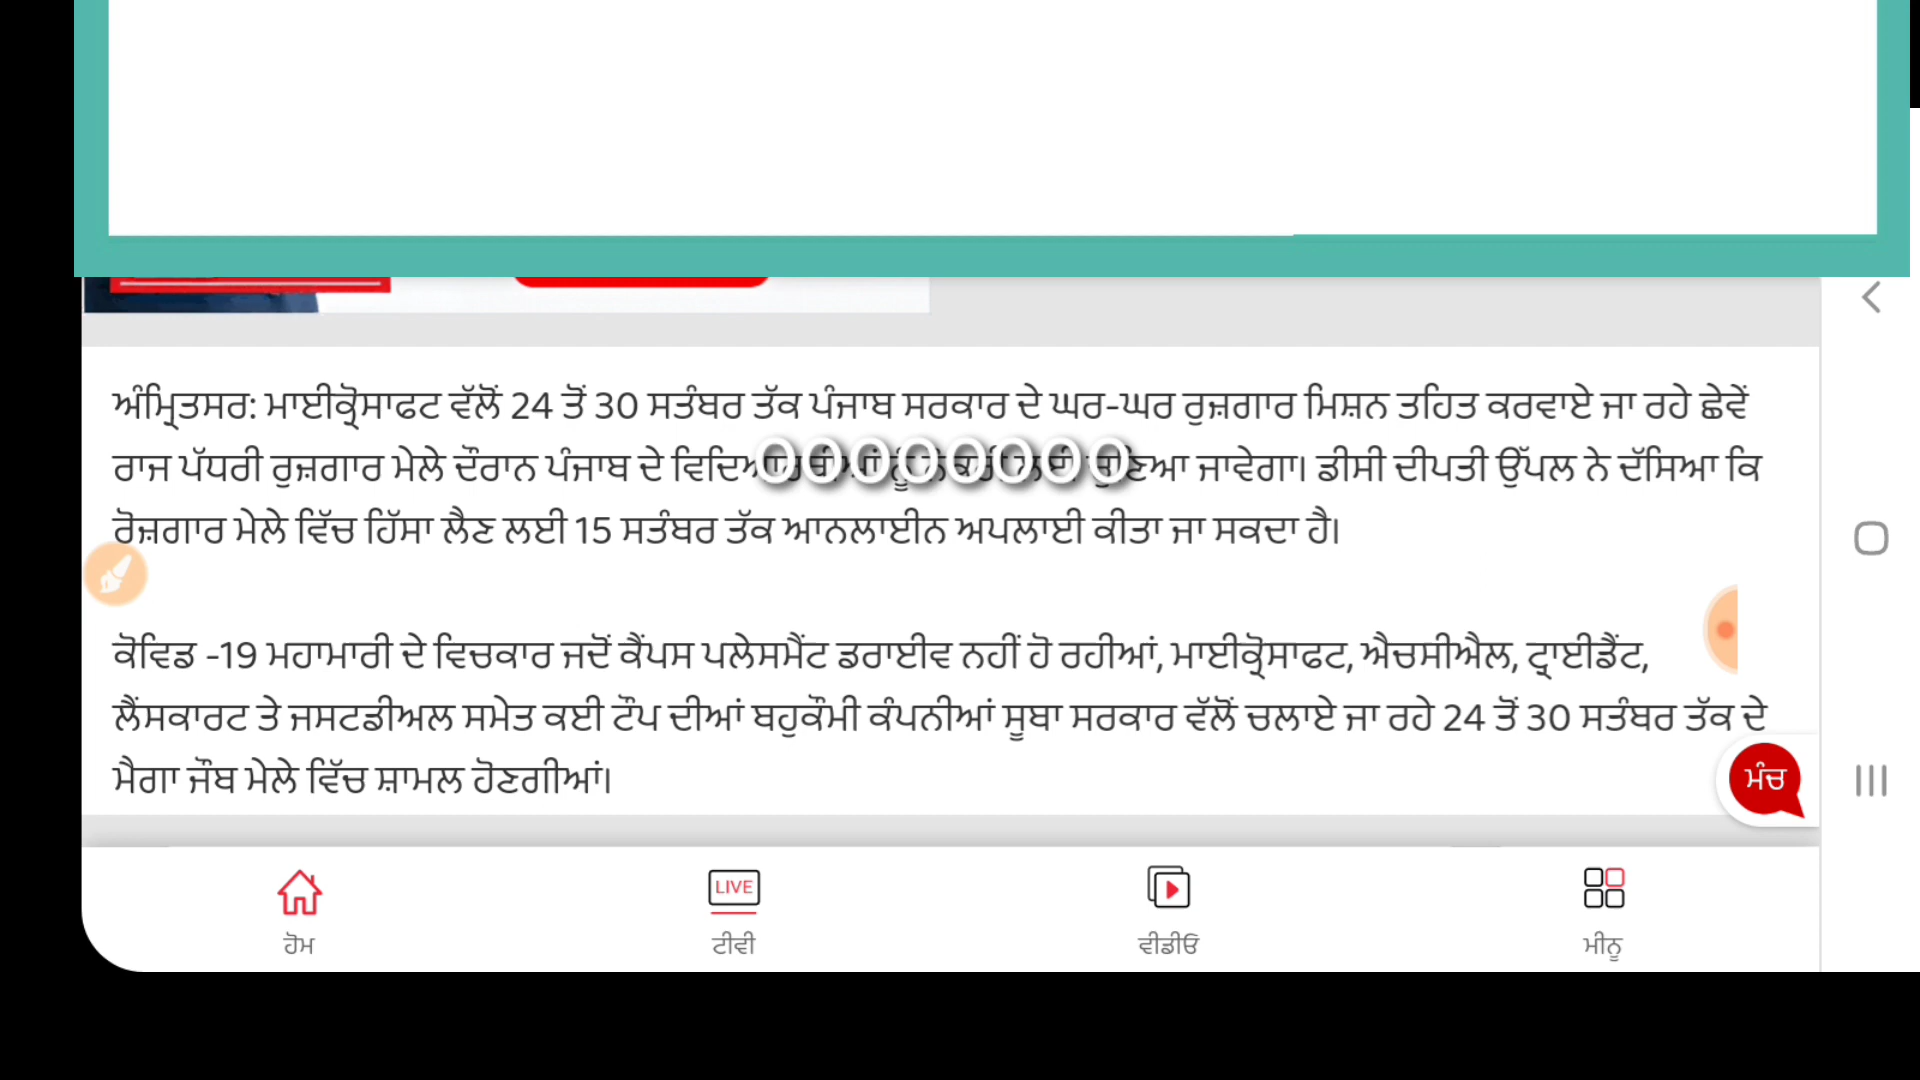 ਅੰਮ੍ਰਿਤਸਰ: ਮਾਈਕ੍ਰੋਸਾਫਟ ਵੱਲੋਂ 24 ਤੋਂ 30 ਸਤੰਬਰ ਤੱਕ ਪੰਜਾਬ ਸਰਕਾਰ ਦੇ ਘਰ-ਘਰ ਰੁਜ਼ਗਾਰ ਮਿਸ਼ਨ ਤਹਿਤ ਕਰਵਾਏ ਜਾ ਰਹੇ ਛੇਵੇਂ
ਰਾਜ ਪੱਧਰੀ ਰੁਜ਼ਗਾਰ ਮੇਲੇ ਦੌਰਾਨ ਪੰਜਾਬ ਦੇ ਜਾਵੇਗਾ। ਡੀਸੀ ਦੀਪਤੀ ਉੱਪਲ ਨੇ ਦੱਸਿਆ ਕਿ
OOOOOOOO
ਰੋਜ਼ਗਾਰ ਮੇਲੇ ਵਿੱਚ ਹਿੱਸਾ ਲੈਣ ਲਈ 15 ਸਤੰਬਰ ਤੱਕ ਆਨਲਾਈਨ ਅਪਲਾਈ ਕੀਤਾ ਜਾ ਸਕਦਾ ਹੈ।
ਕੋਵਿਡ -19 ਮਹਾਮਾਰੀ ਦੇ ਵਿਚਕਾਰ ਜਦੋਂ ਕੈਂਪਸ ਪਲੇਸਮੈਂਟ ਡਰਾਈਵ ਨਹੀਂ ਹੋ ਰਹੀਆਂ, ਮਾਈਕ੍ਰੋਸਾਫਟ, ਐਚਸੀਐਲ, ਟ੍ਰਾਈਡੈਂਟ,
ਲੈਂਸਕਾਰਟ ਤੇ ਜਸਟਡੀਅਲ ਸਮੇਤ ਕਈ ਟੌਪ ਦੀਆਂ ਬਹੁਕੌਮੀ ਕੰਪਨੀਆਂ ਸੂਬਾ ਸਰਕਾਰ ਵੱਲੋਂ ਚਲਾਏ ਜਾ ਰਹੇ 24 ਤੋਂ 30 ਸਤੰਬਰ ਤੱਕ ਦੇ
ਮੈਗਾ ਜੌਬ ਮੇਲੇ ਵਿੱਚ ਸ਼ਾਮਲ ਹੋਣਗੀਆਂ।
ਮੰਚ
LIVE
ਹੋਮ ਟੀਵੀ ਵੀਡੀਓ ਮੀਨੂ